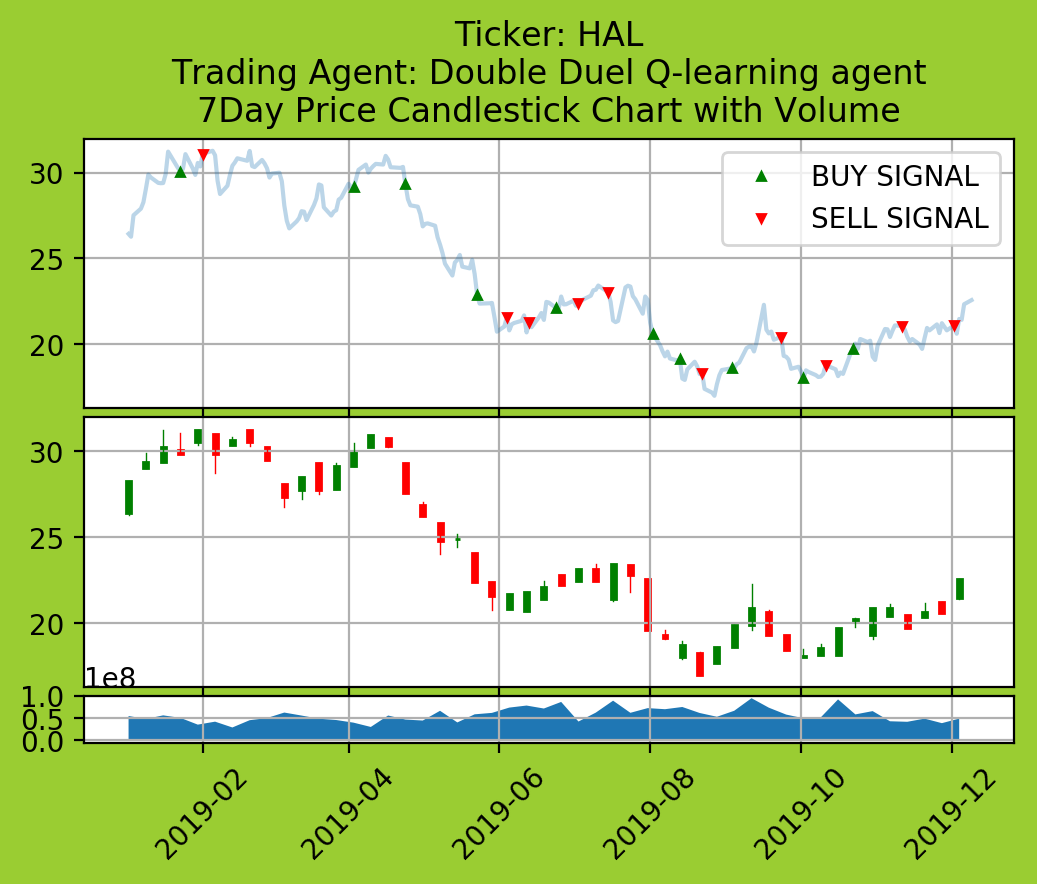 Ticker: HAL
Trading Agent: Double Duel Q-learning agent
7Day Price Candlestick Chart with Volume
30
25
20
BUY SIGNAL
SELL SIGNAL
30
25
20
1e8
1.0
0.5
0.0
2019-02
2019-04
2019-06
2019-08
2019-10
2019-12